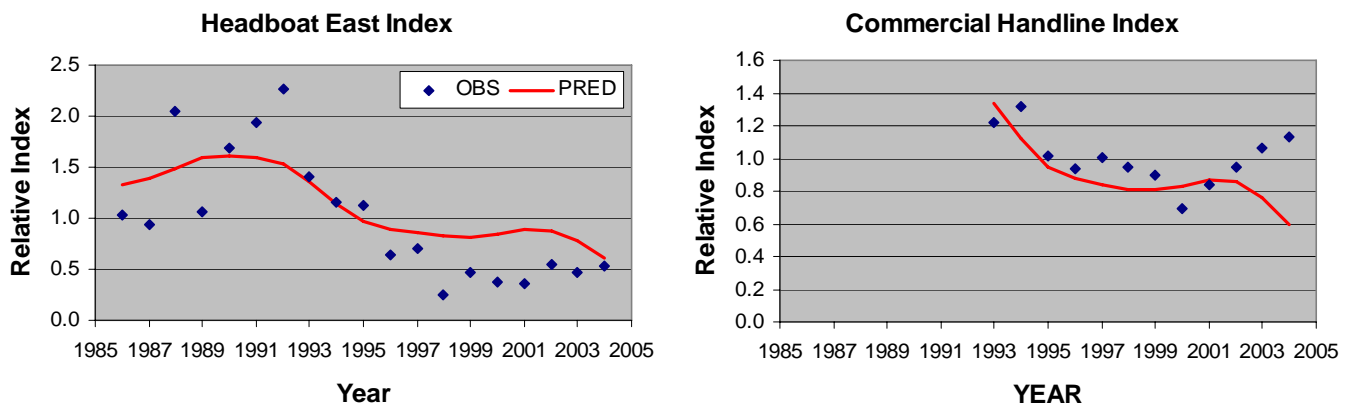 Headboat East Index
2.5
2.0
1.5
1.0
0.5
0.0
Relative Index
OBS PRED
1985 1987 1989 1991 1993 1995 1997 1999 2001 2003 2005
Year
Commercial Handline Index
1.6
1.4
1.2
1.0
0.8
0.6
0.4
0.2
0.0
Relative Index
1985 1987 1989 1991 1993 1995 1997 1999 2001 2003 2005
YEAR